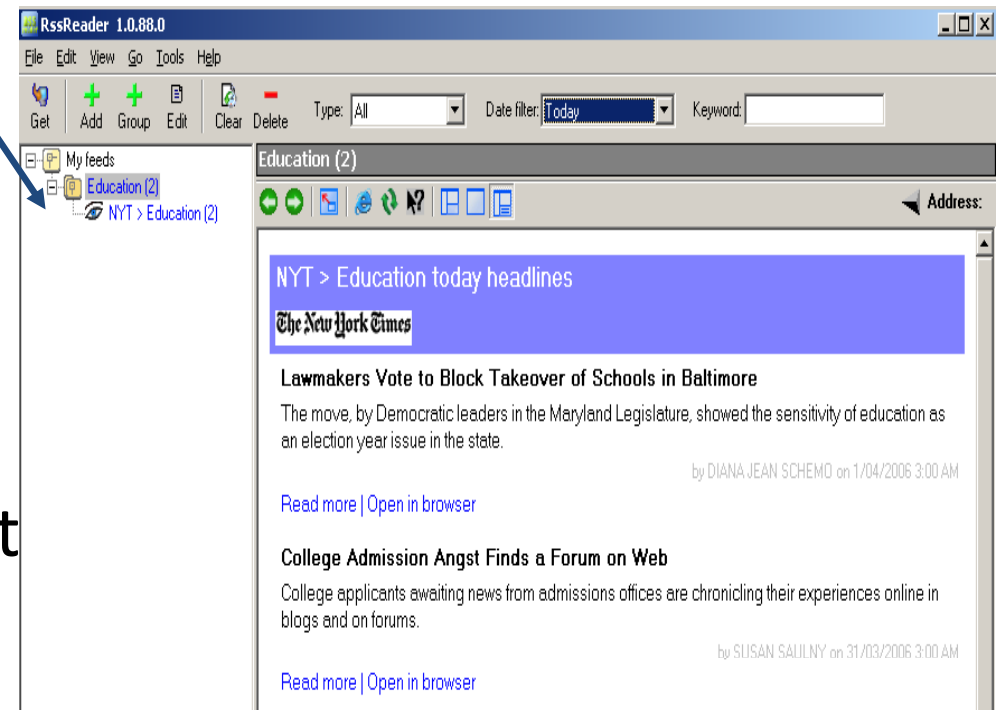 RssReader 1.0.88.0
File Edit View Go Tools Help
Get Add Group Edit Clear Delete Type: All Date filter: Today Keyword:
My feeds
Education (2)
NYT > Education (2)
Education (2)
Address:
NYT > Education today headlines
The New York Times
Lawmakers Vote to Block Takeover of Schools in Baltimore
The move, by Democratic leaders in the Maryland Legislature, showed the sensitivity of education as
an election year issue in the state.
by DIANA JEAN SCHEMO on 1/04/2006 3:00 AM
Read more | Open in browser
t
College Admission Angst Finds a Forum on Web
College applicants awaiting news from admissions offices are chronicling their experiences online in
blogs and on forums.
by SUSAN SAULNY on 31/03/2006 3:00 AM
Read more | Open in browser